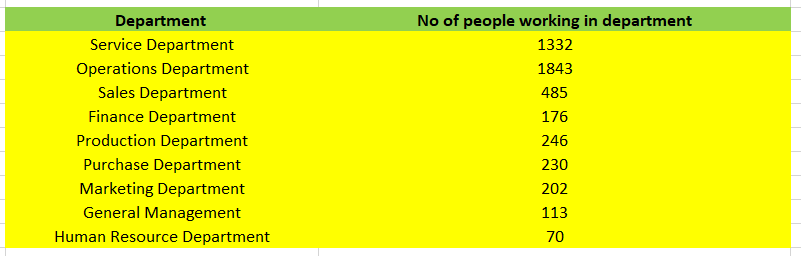 Department No of people working in department
Service Department 1332
Operations Department 1843
Sales Department 485
Finance Department 176
Production Department 246
Purchase Department 230
Marketing Department 202
General Management 113
Human Resource Department 70